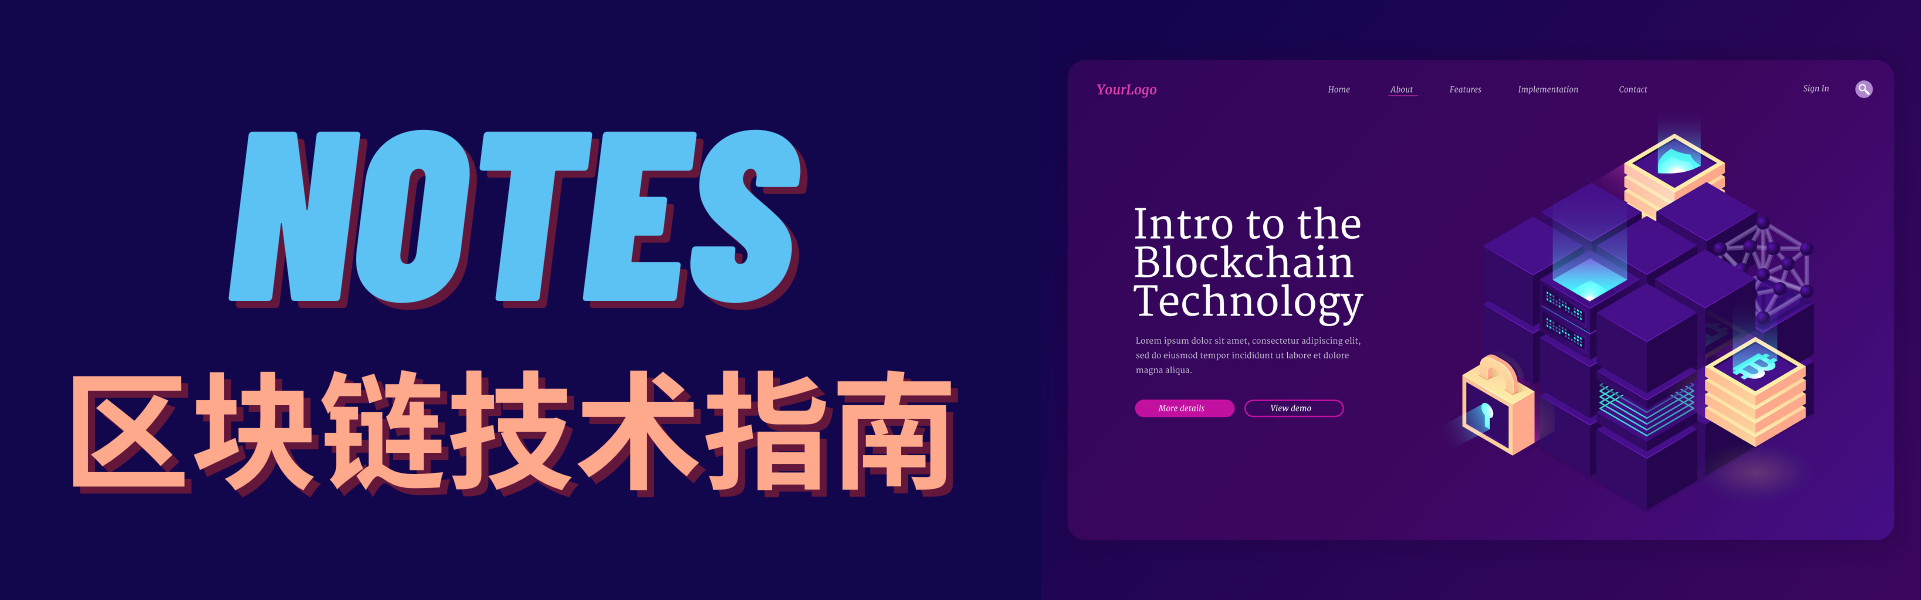 NOTES
区块链技术指南
YourLogo
Home About Features Implementation Contact
Sign In
Intro to the
Blockchain
Technology
Lorem ipsum dolor sit amet, consectetur adipiscing elit,
sed do eiusmod tempor incididunt ut labore et dolore
magna aliqua.
More details
View demo